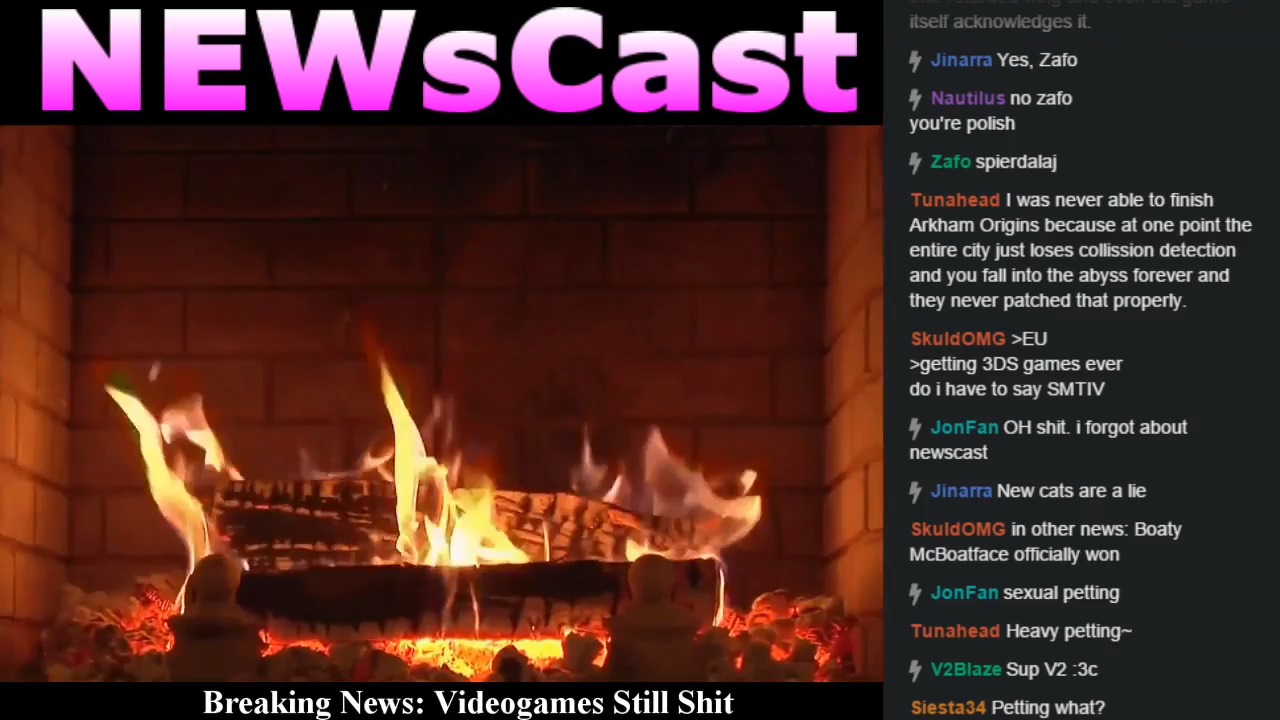 NEWsCast
itself acknowledges it.
Jinarra Yes, Zafo
Nautilus no zafo
you're polish
Zafo spierdalaj
Tunahead I was never able to finish
Arkham Origins because at one point the
entire city just loses collission detection
and you fall into the abyss forever and
they never patched that properly.
SkuldOMG >EU
>getting 3DS games ever
do i have to say SMTIV
JonFan OH shit. i forgot about
newscast
Jinarra New cats are a lie
SkuldOMG in other news: Boaty
McBoatface officially won
JonFan sexual petting
Tunahead Heavy petting~
V2Blaze Sup V2 :3c
Siesta34 Petting what?
Breaking News: Videogames Still Shit